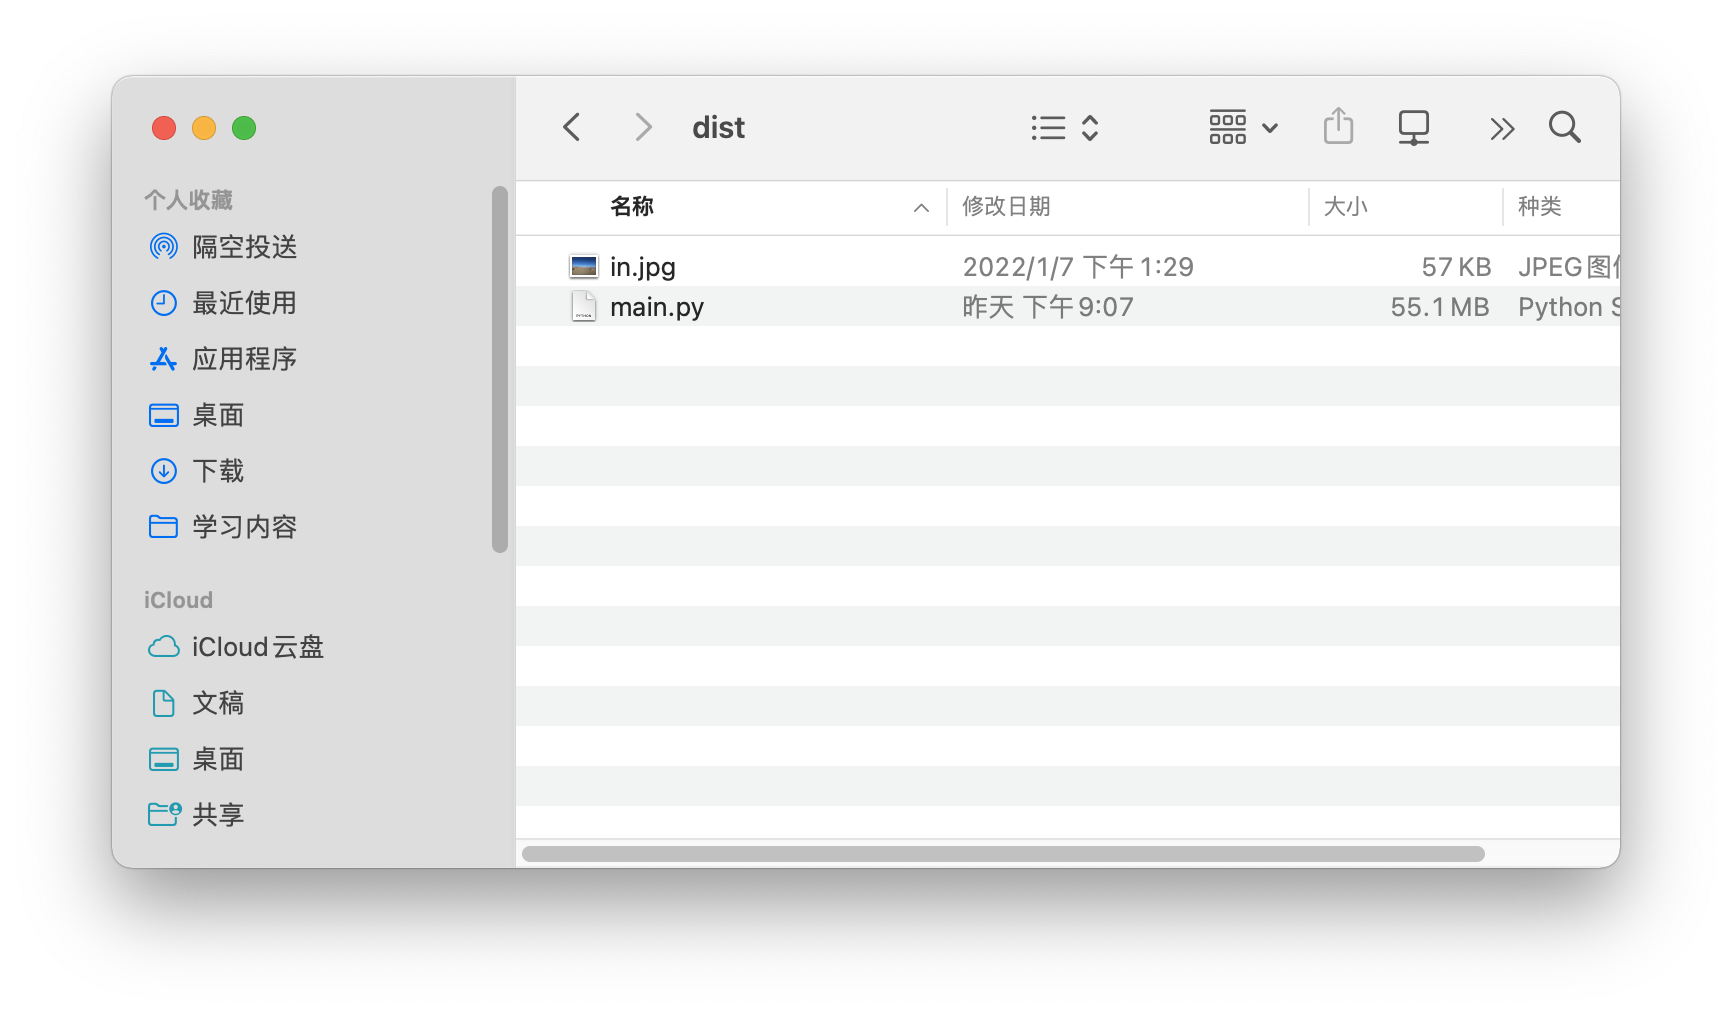 dist
个人收藏
隔空投送
最近使用
应用程序
桌面
下载
学习内容
iCloud
iCloud云盘
文稿
桌面
共享
名称 修改日期 大小 种类
in.jpg 2022/1/7 下午1:29 57 KB JPEG图
main.py 昨天 下午9:07 55.1 MB Python S